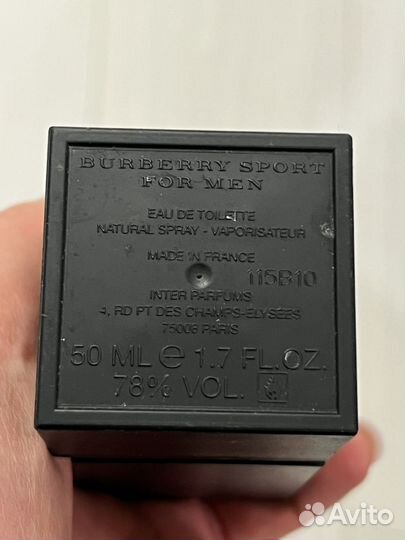 BURBERRY SPORT
FOR MEN
EAU DE TOILETTE
NATURAL SPRAY - VAPORISATEUR
MADE IN FRANCE
115B10
INTER PARFUMS
4, RD PT DES CHAMPS-ELYSÉES
75008 PARIS
50 ML ℮ 1.7 FL.OZ.
78% VOL.
Avito